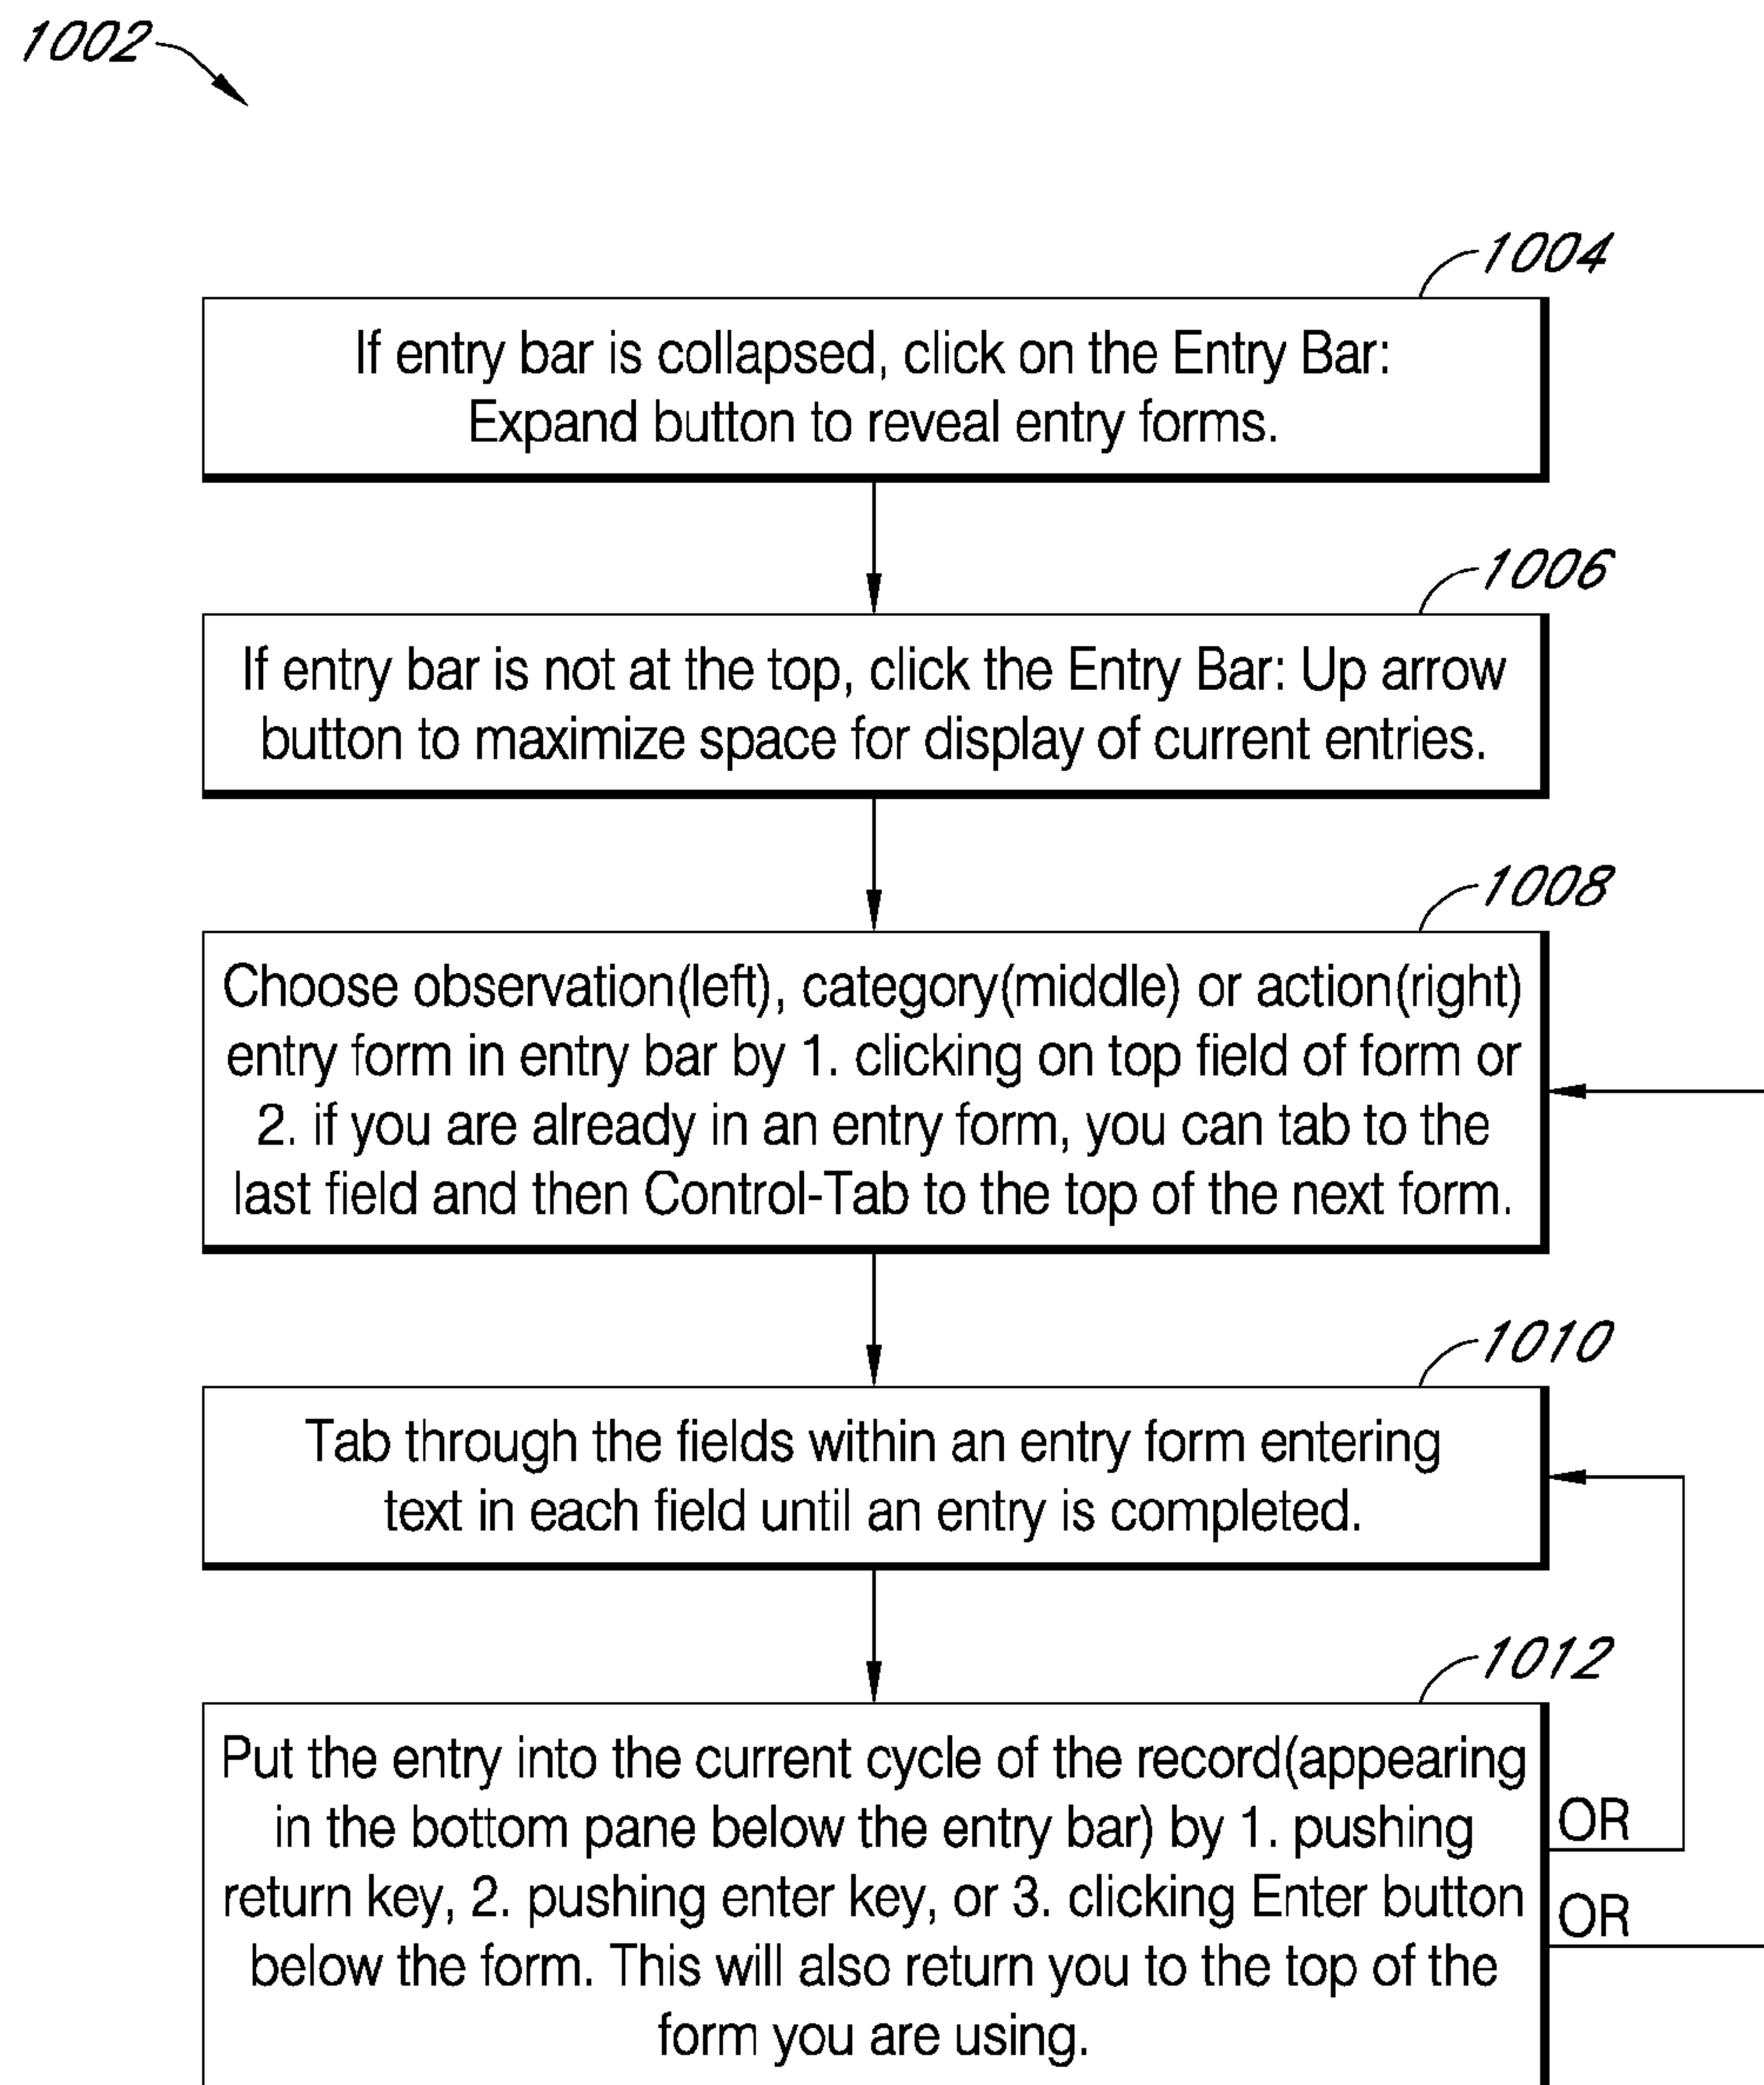 1002
1004
If entry bar is collapsed, click on the Entry Bar:
Expand button to reveal entry forms.
1006
If entry bar is not at the top, click the Entry Bar: Up arrow
button to maximize space for display of current entries.
1008
Choose observation(left), category(middle) or action(right)
entry form in entry bar by 1. clicking on top field of form or
2. if you are already in an entry form, you can tab to the
last field and then Control-Tab to the top of the next form.
1010
Tab through the fields within an entry form entering
text in each field until an entry is completed.
1012
Put the entry into the current cycle of the record(appearing
in the bottom pane below the entry bar) by 1. pushing
return key, 2. pushing enter key, or 3. clicking Enter button
below the form. This will also return you to the top of the
form you are using.
OR
OR